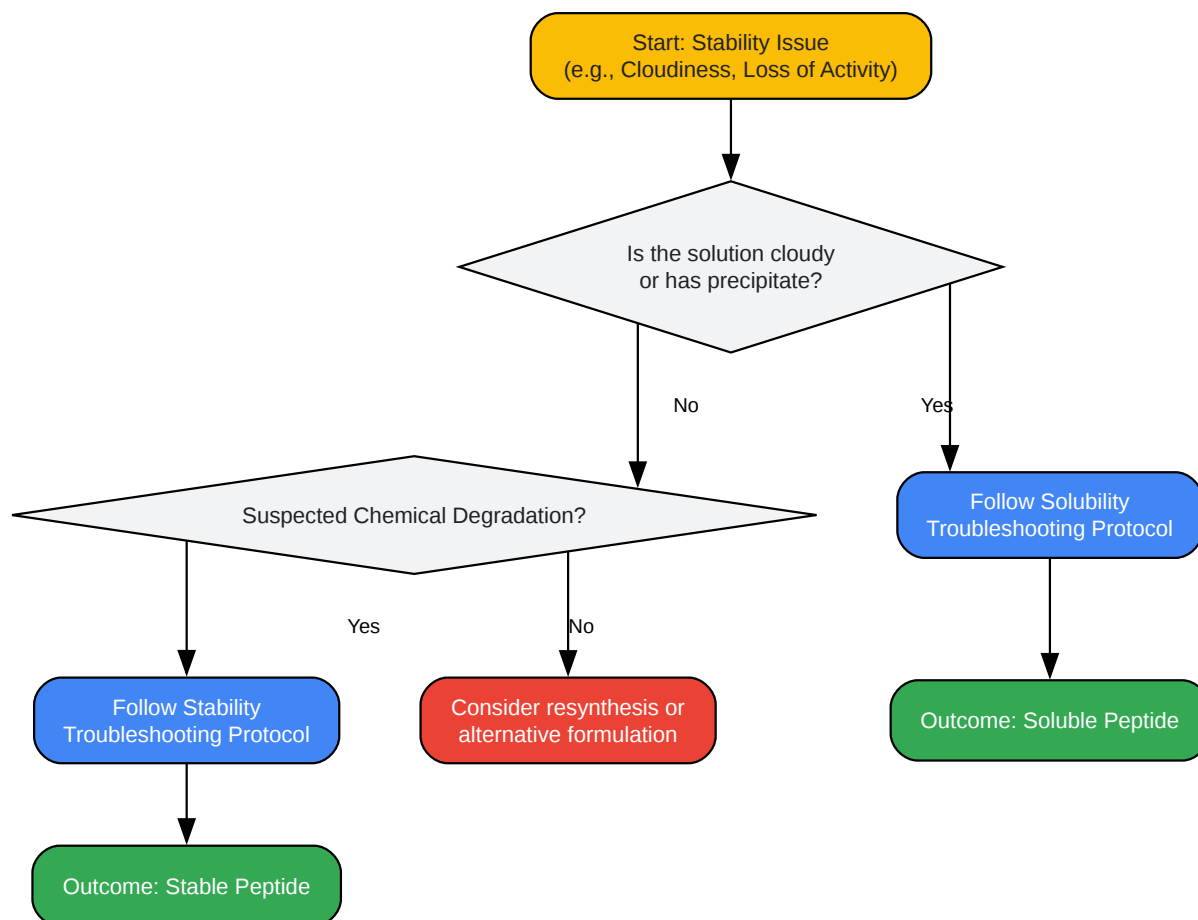 Start: Stability Issue
(e.g., Cloudiness, Loss of Activity)
Is the solution cloudy
or has precipitate?
No
Yes
Suspected Chemical Degradation?
Follow Solubility
Troubleshooting Protocol
Yes
No
Follow Stability
Troubleshooting Protocol
Consider resynthesis or
alternative formulation
Outcome: Soluble Peptide
Outcome: Stable Peptide